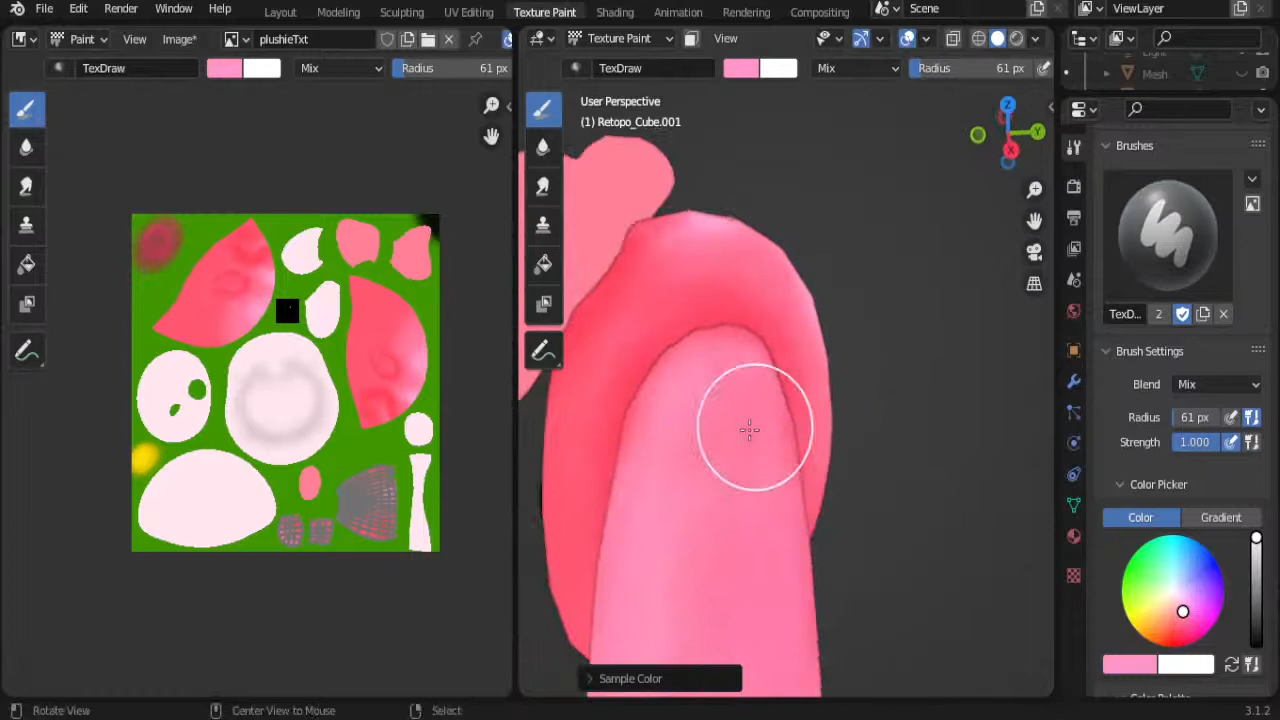 File Edit Render Window Help Layout Modeling Sculpting UV Editing Texture Paint Shading Animation Rendering Compositing Scene ViewLayer
Paint View Image* plushieTxt Texture Paint View
TexDraw Mix Radius 61 px TexDraw Mix Radius 61 px
User Perspective
(1) Retopo_Cube.001
Mesh
Brushes
TexD... 2
Brush Settings
Blend Mix
Radius 61 px
Strength 1.000
Color Picker
Color Gradient
Z
Y
X
Sample Color
Rotate View Center View to Mouse Select 3.1.2